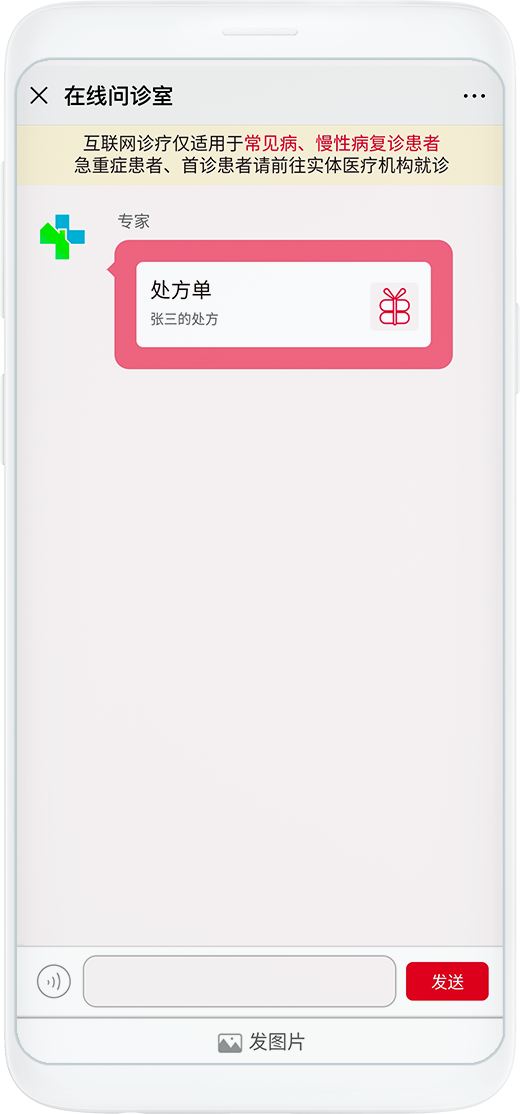 在线问诊室
互联网诊疗仅适用于常见病、慢性病复诊患者
急重症患者、首诊患者请前往实体医疗机构就诊
专家
处方单
张三的处方
发送
发图片